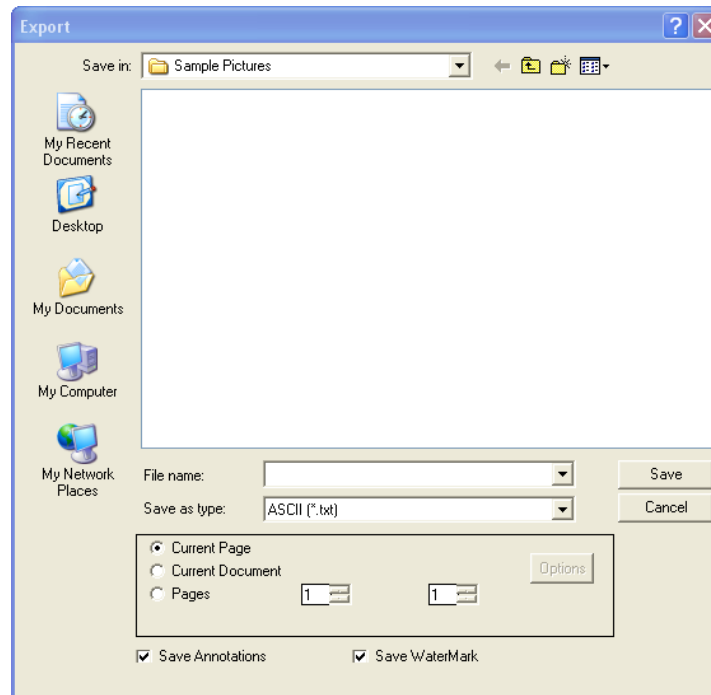 Export
Save in: Sample Pictures
My Recent
Documents
Desktop
My Documents
My Computer
My Network
Places
File name: Save
Save as type: ASCII (*.txt) Cancel
Current Page
Current Document Options
Pages 1 1
Save Annotations Save WaterMark